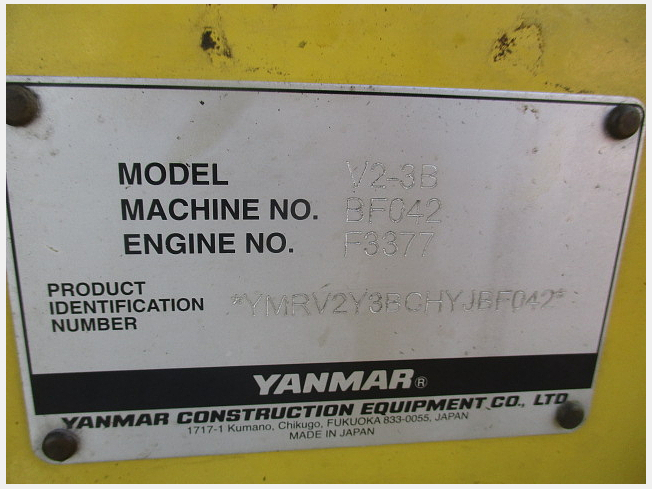 MODEL V2-3B
MACHINE NO. BF042
ENGINE NO. F3377
PRODUCT
IDENTIFICATION
NUMBER
*YMRV2Y3BCHYJBF042*
YANMAR®
YANMAR CONSTRUCTION EQUIPMENT CO., LTD
1717-1 Kumano, Chikugo, FUKUOKA 833-0055, JAPAN
MADE IN JAPAN